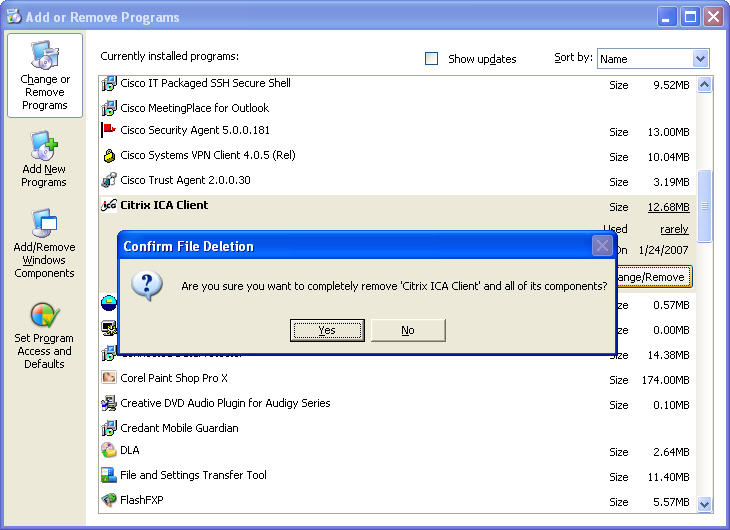 Add or Remove Programs
Change or
Remove
Programs
Add New
Programs
Add/Remove
Windows
Components
Set Program
Access and
Defaults
Currently installed programs:
Show updates
Sort by: Name
Cisco IT Packaged SSH Secure Shell Size 9.52MB
Cisco MeetingPlace for Outlook
Cisco Security Agent 5.0.0.181 Size 13.00MB
Cisco Systems VPN Client 4.0.5 (Rel) Size 10.04MB
Cisco Trust Agent 2.0.0.30 Size 3.19MB
Citrix ICA Client Size 12.68MB
Used rarely
On 1/24/2007
ange/Remove
Confirm File Deletion
Are you sure you want to completely remove 'Citrix ICA Client' and all of its components?
Yes No
Size 0.57MB
Size 0.00MB
Size 14.38MB
Corel Paint Shop Pro X Size 174.00MB
Creative DVD Audio Plugin for Audigy Series Size 0.10MB
Credant Mobile Guardian
DLA Size 2.64MB
File and Settings Transfer Tool Size 11.40MB
FlashFXP Size 5.57MB